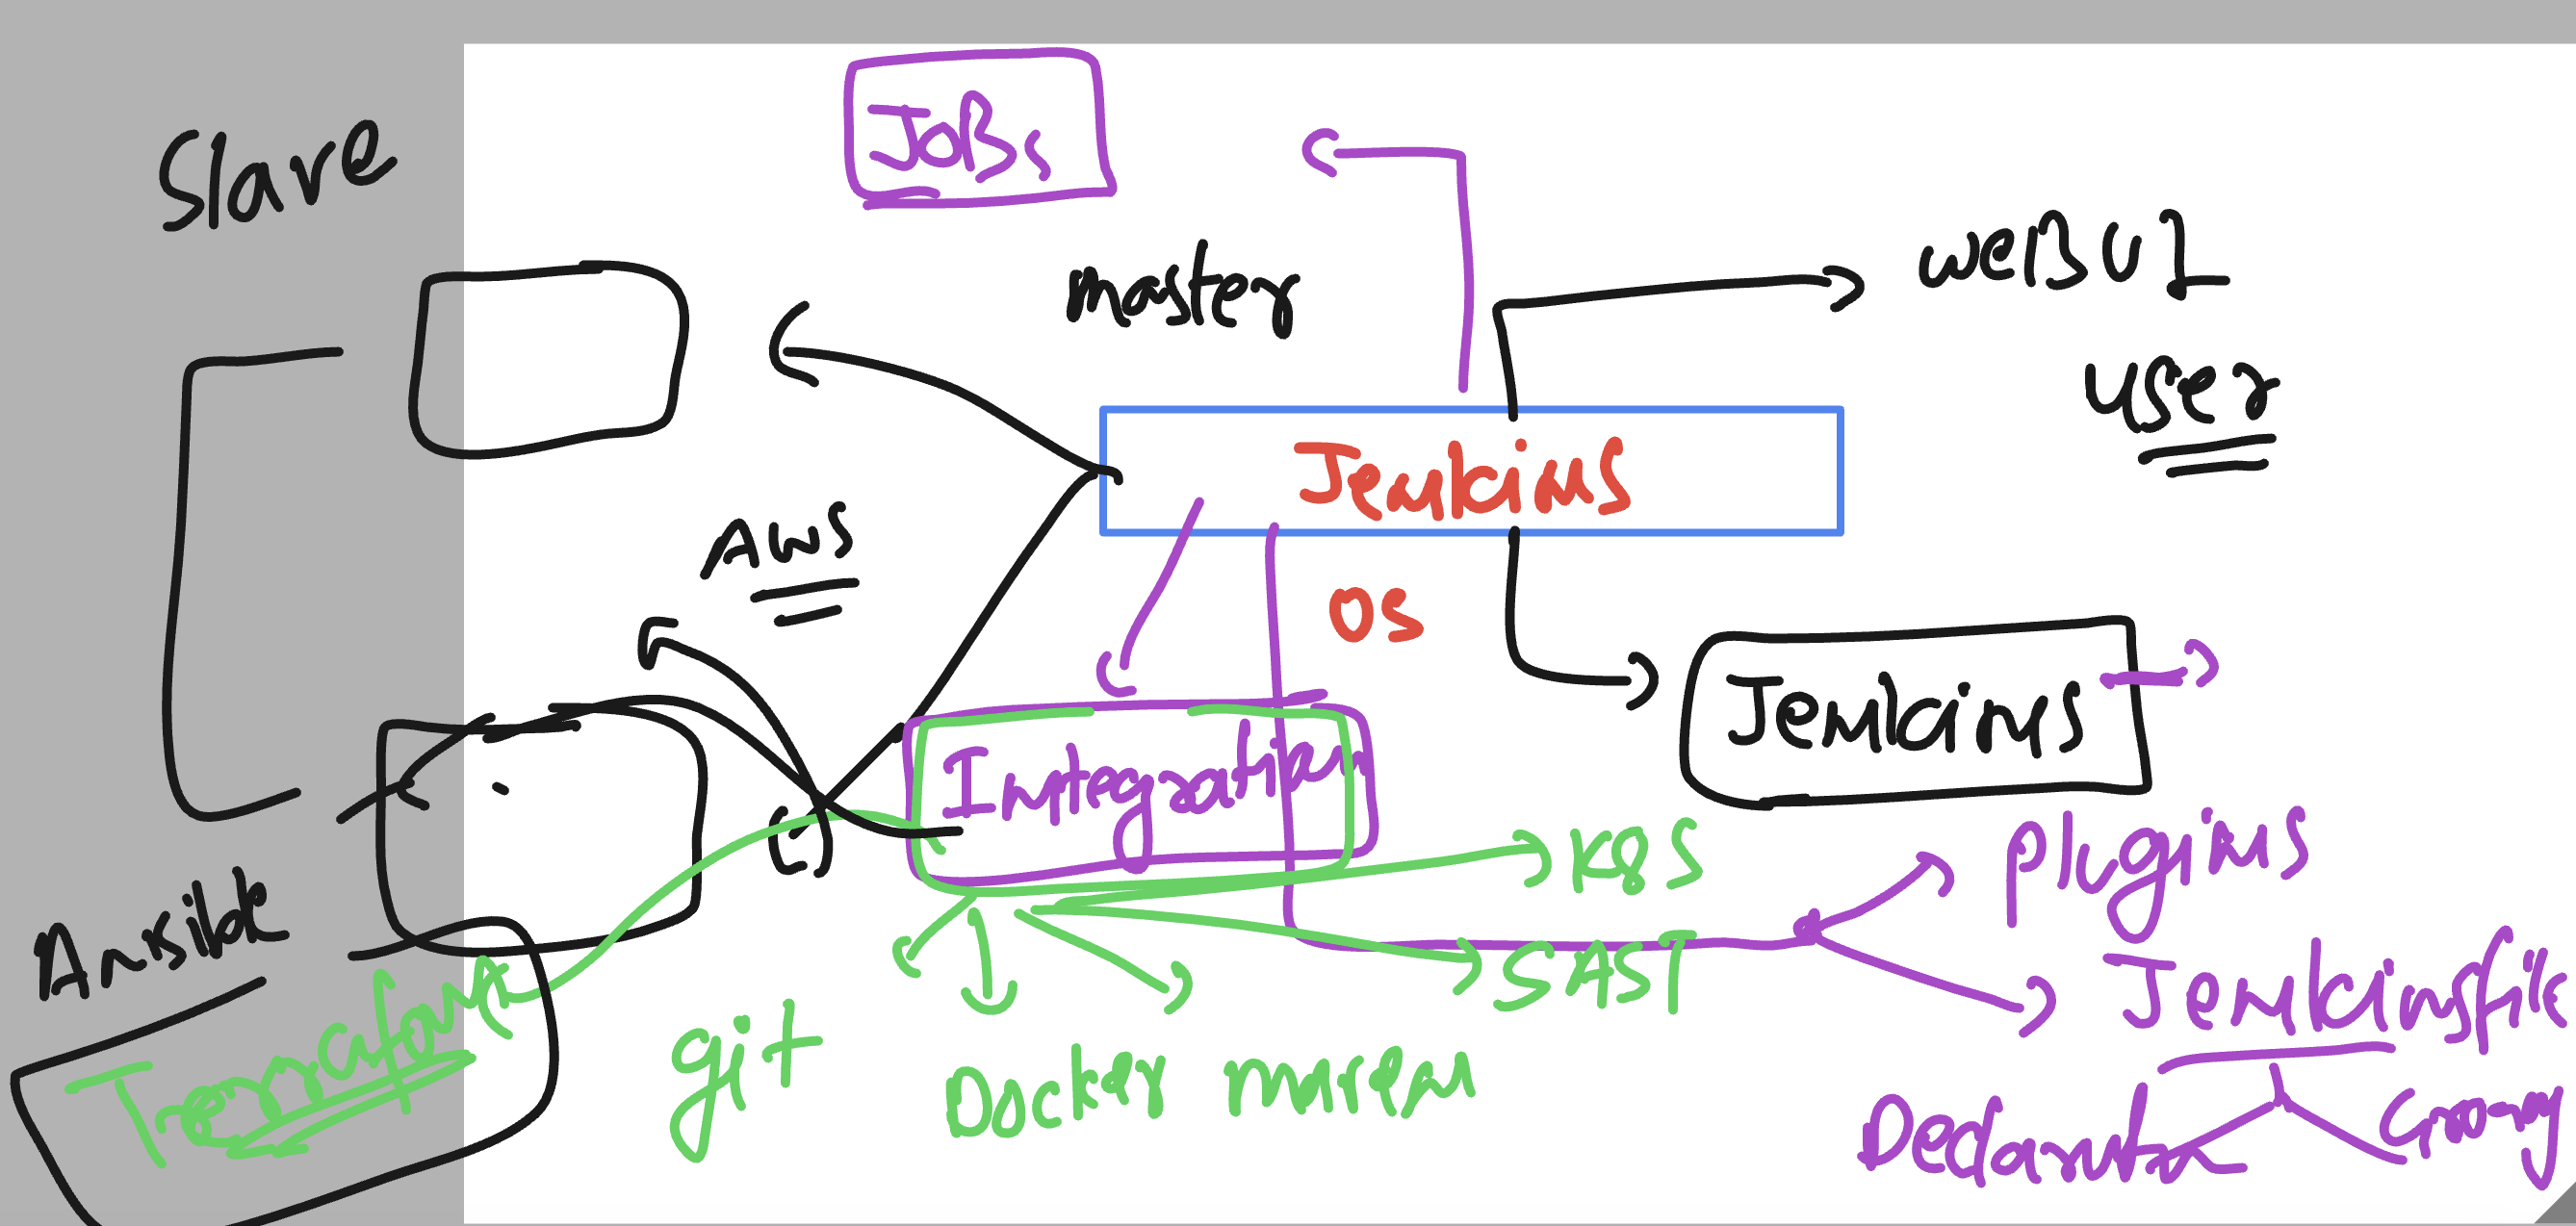 JOBs
Slave
master
WeBUI
user
Jenkins
AWS
OS
Jenkins
Integration
K8S
plugins
Ansible
SAST
Jenkinsfile
Terraform
git
Docker
maven
Groovy